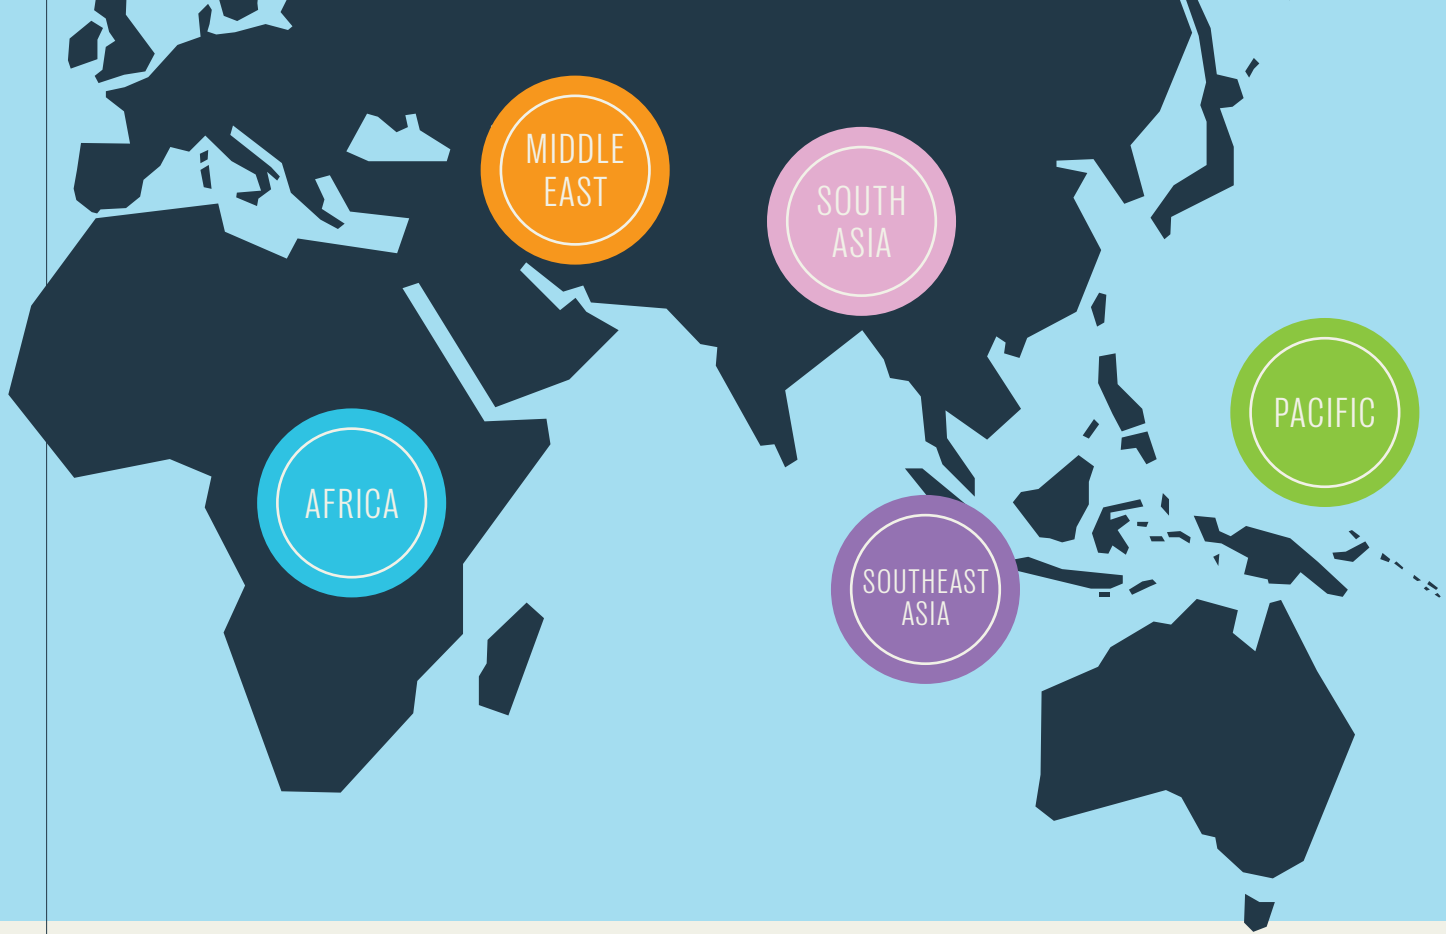 MIDDLE
EAST
SOUTH
ASIA
PACIFIC
AFRICA
SOUTHEAST
ASIA